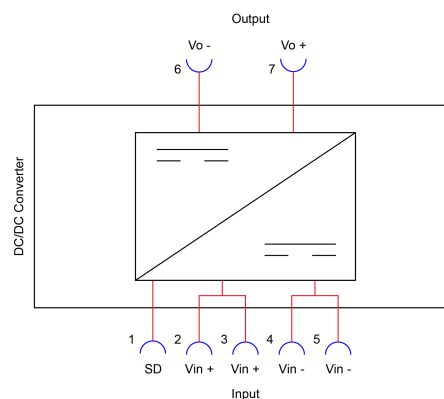 Output
Vo - Vo +
6 7
DC/DC Converter
1 2 3 4 5
SD Vin + Vin + Vin - Vin -
Input